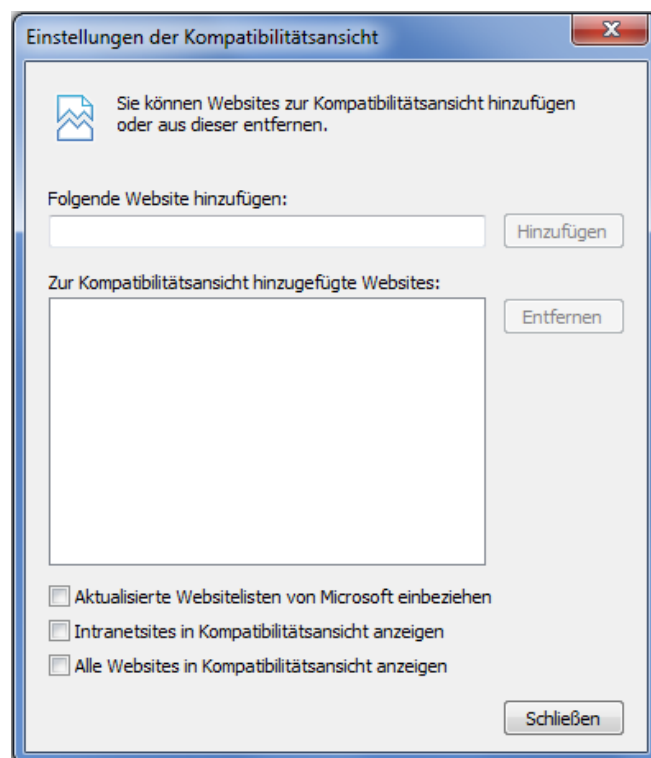 Einstellungen der Kompatibilitätsansicht
Sie können Websites zur Kompatibilitätsansicht hinzufügen
oder aus dieser entfernen.
Folgende Website hinzufügen:
Hinzufügen
Zur Kompatibilitätsansicht hinzugefügte Websites:
Entfernen
Aktualisierte Websitelisten von Microsoft einbeziehen
Intranetsites in Kompatibilitätsansicht anzeigen
Alle Websites in Kompatibilitätsansicht anzeigen
Schließen